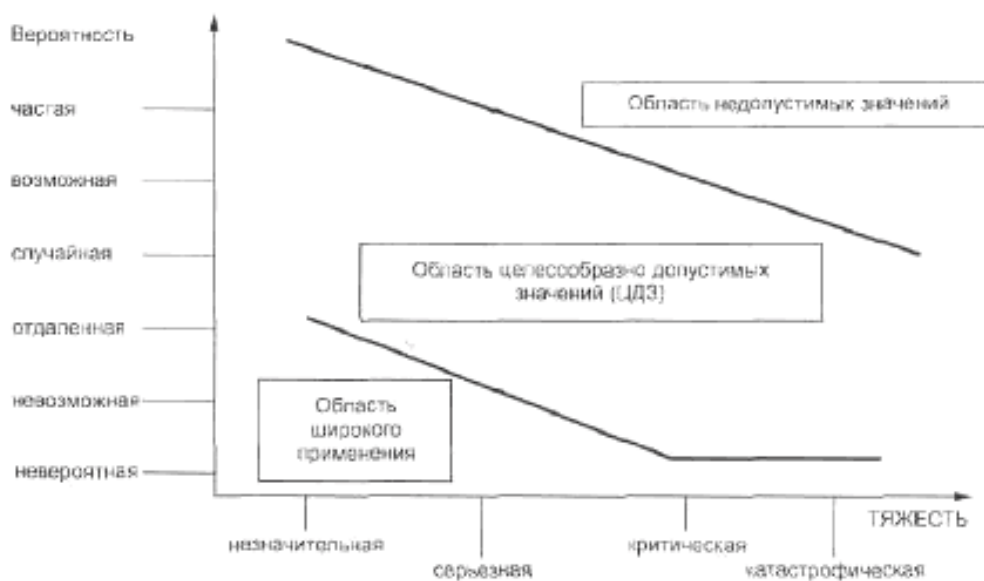 Вероятность
частая
Область недопустимых значений
возможная
случайная
Область целессобразно допустимых
значений (ЦДЗ)
отдаленная
невозможная
Область
широкого
применения
невероятная
ТЯЖЕСТЬ
незначительная
критическая
серьезная
катастрофическая